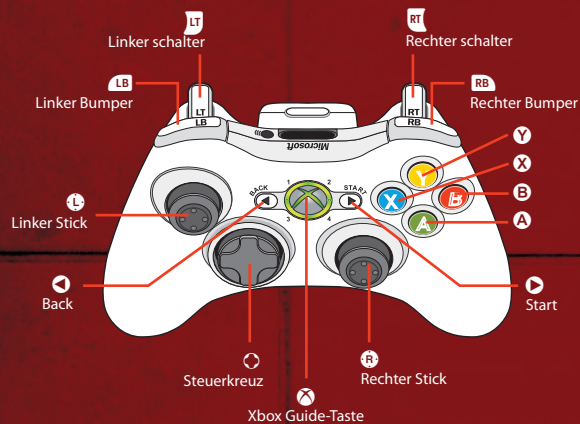 LT
RT
Linker schalter
Rechter schalter
LB
RB
Linker Bumper
Rechter Bumper
LT
RT
LB
RB
Microsoft
Y
X
B
A
Y
X
B
A
BACK
START
1
2
3
4
L
Linker Stick
Back
Start
Steuerkreuz
R
Rechter Stick
Xbox Guide-Taste